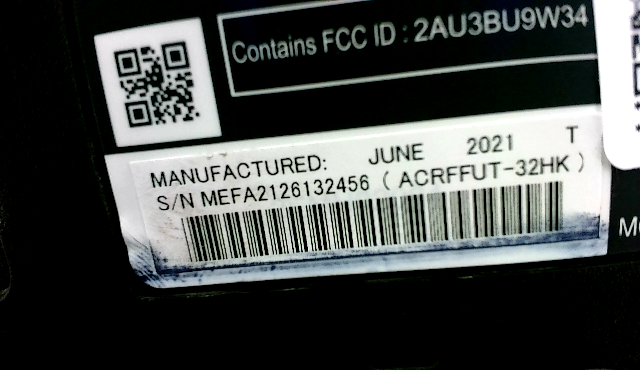 Contains FCC ID : 2AU3BU9W34
MANUFACTURED: JUNE 2021 T
S/N MEFA2126132456 ( ACRFFUT-32HK )